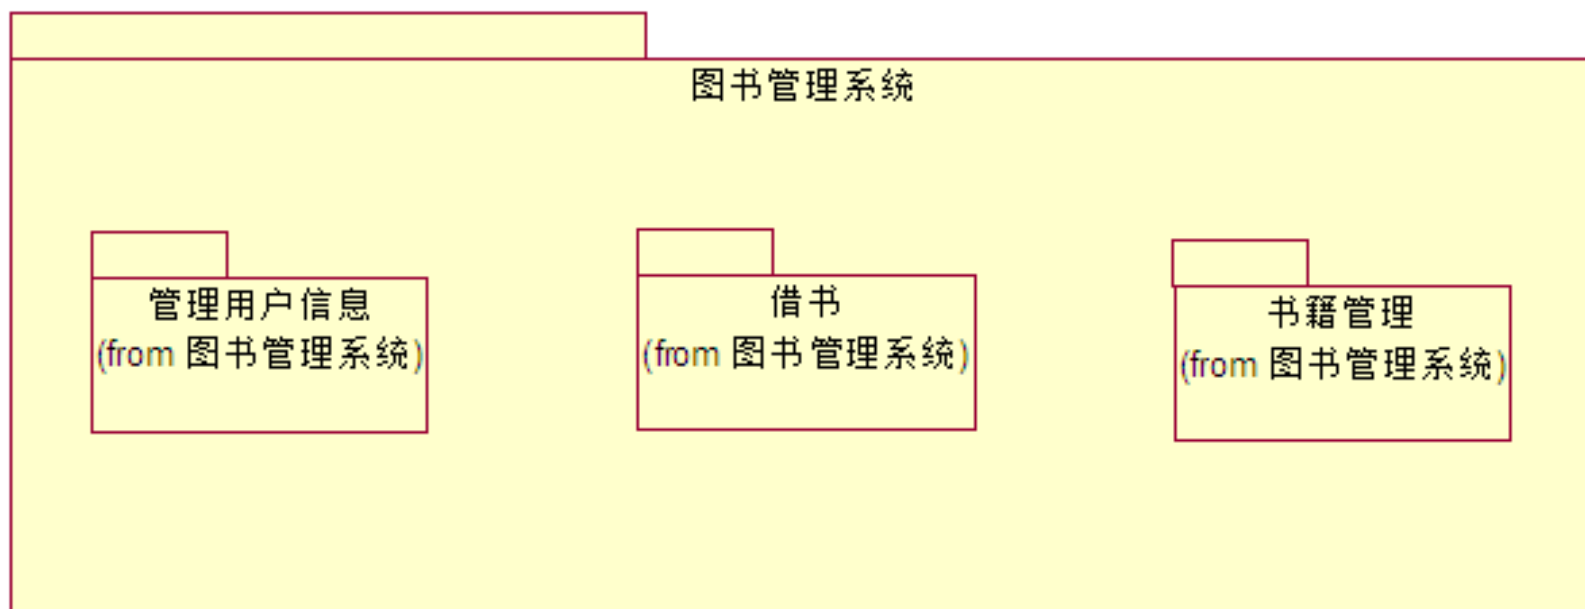 图书管理系统
管理用户信息
(from 图书管理系统)
借书
(from 图书管理系统)
书籍管理
(from 图书管理系统)